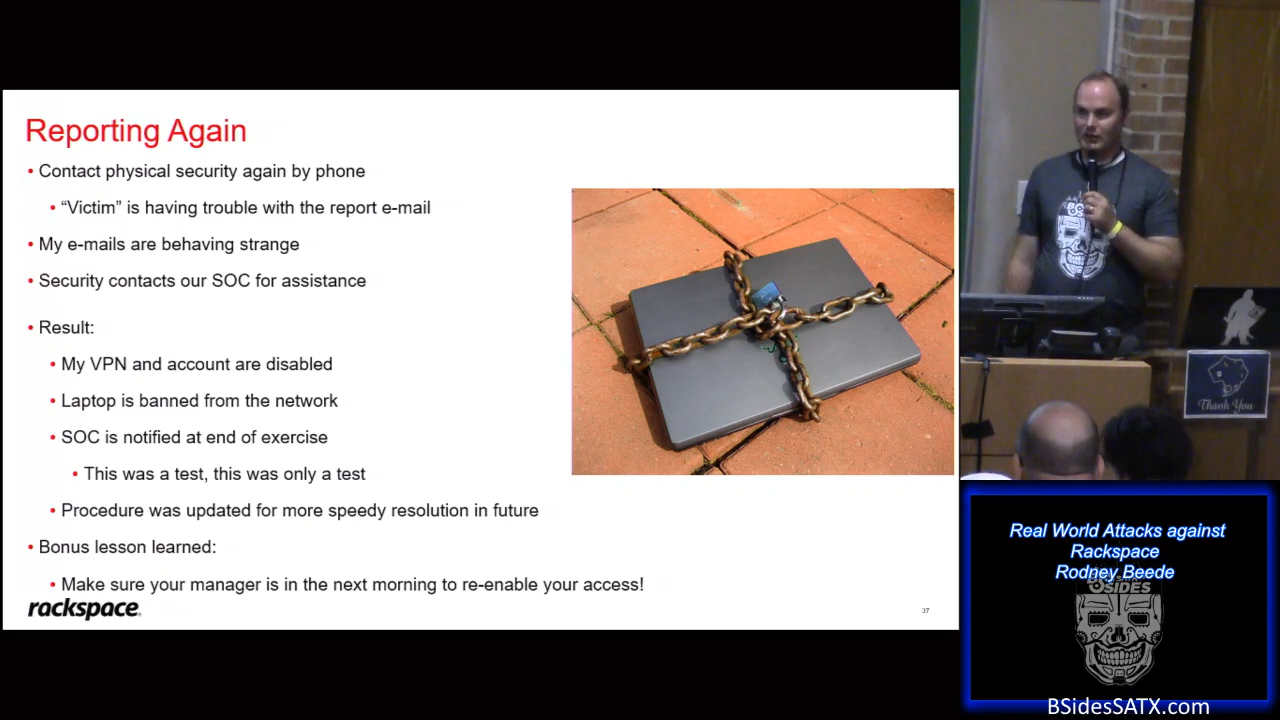 Reporting Again
• Contact physical security again by phone
• “Victim” is having trouble with the report e-mail
• My e-mails are behaving strange
• Security contacts our SOC for assistance
• Result:
• My VPN and account are disabled
• Laptop is banned from the network
• SOC is notified at end of exercise
• This was a test, this was only a test
• Procedure was updated for more speedy resolution in future
• Bonus lesson learned:
• Make sure your manager is in the next morning to re-enable your access!
rackspace
37
Thank You
Real World Attacks against
Rackspace
Rodney Beede
BSIDES
BSidesSATX.com